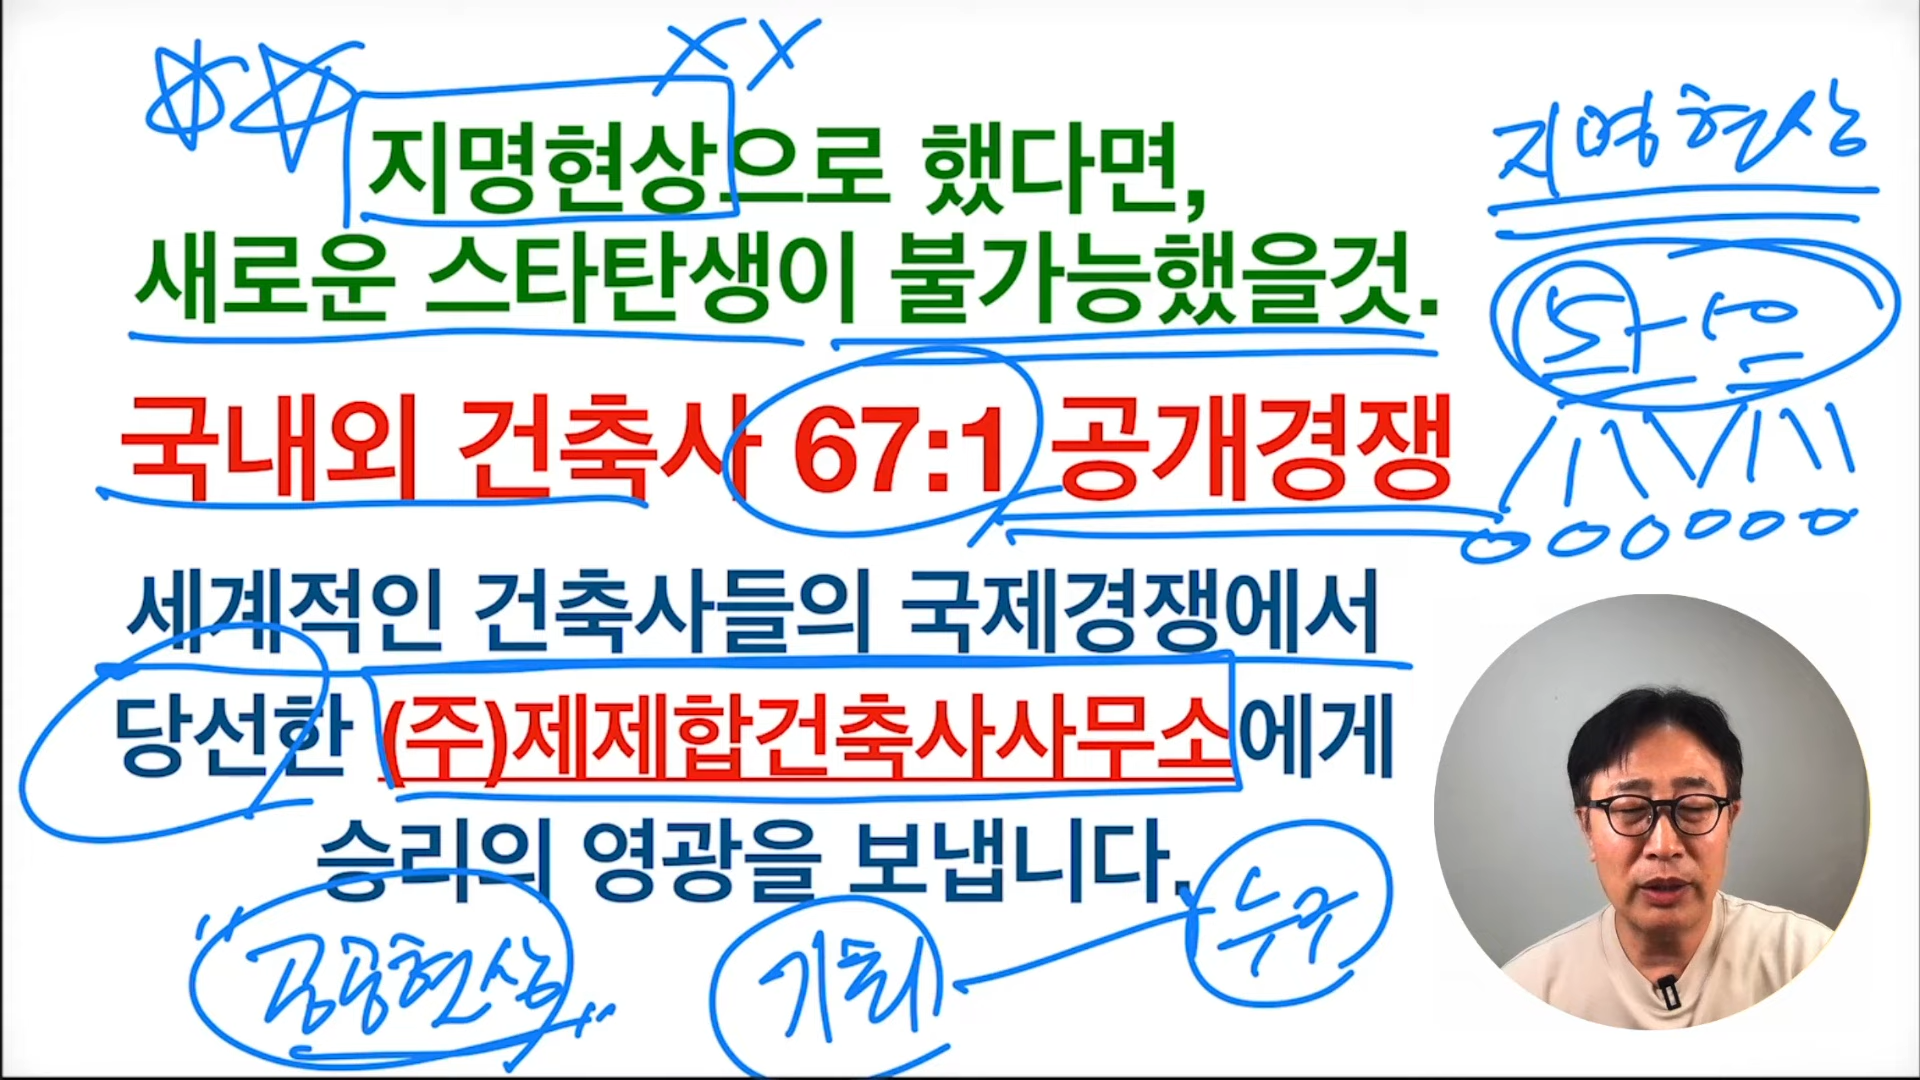 지명현상으로 했다면,
새로운 스타탄생이 불가능했을것.
국내외 건축사 67:1 공개경쟁
세계적인 건축사들의 국제경쟁에서
당선한 (주)제제합건축사사무소에게
승리의 영광을 보냅니다.
지명현상
5-10
"공공현상"
기회
누구